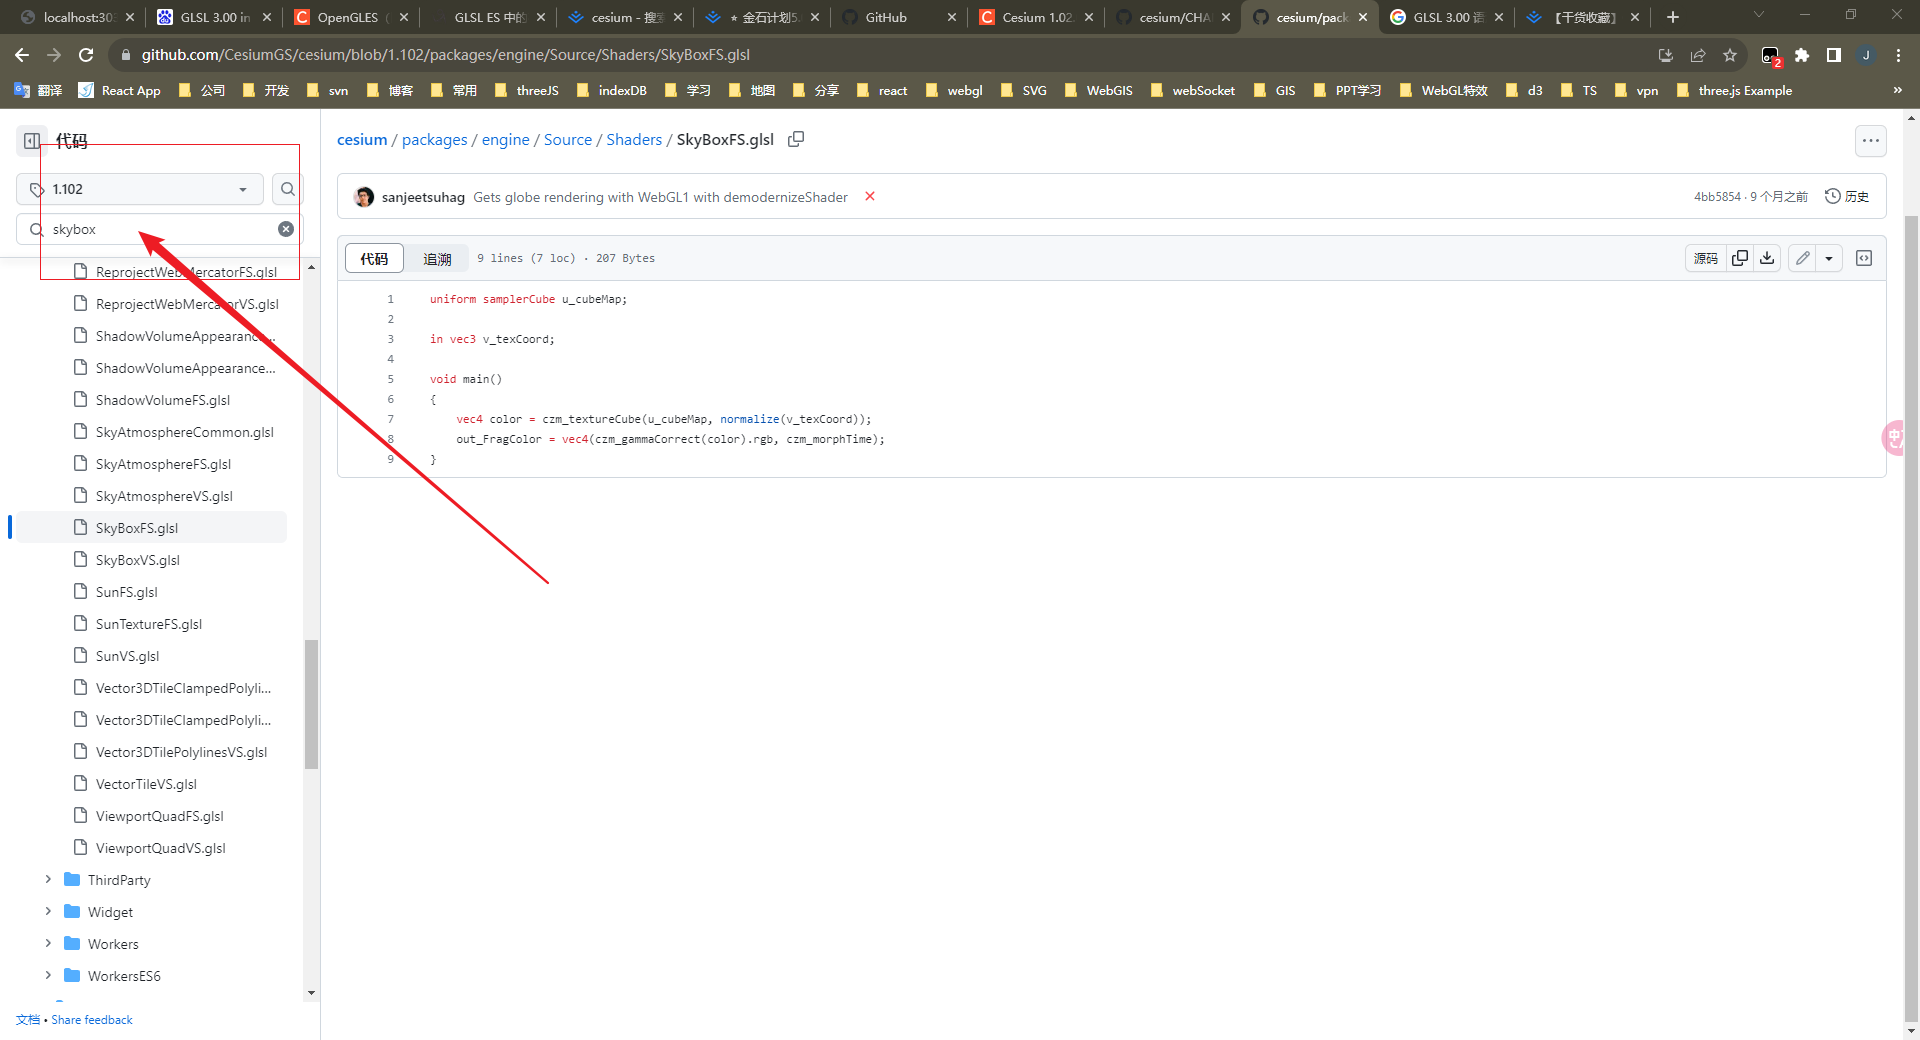 localhost:303
GLSL 3.00 in
OpenGLES (
GLSL ES 中的
cesium - 搜索
⭐ 金石计划5.
GitHub
Cesium 1.02
cesium/CHA
cesium/pack
GLSL 3.00 语
【干货收藏】
github.com/CesiumGS/cesium/blob/1.102/packages/engine/Source/Shaders/SkyBoxFS.glsl
2
J
翻译 React App 公司 开发 svn 博客 常用 threeJS indexDB 学习 地图 分享 react webgl SVG WebGIS webSocket GIS PPT学习 WebGL特效 d3 TS vpn three.js Example »
代码
1.102
skybox
ReprojectWebMercatorFS.glsl
ReprojectWebMercatorVS.glsl
ShadowVolumeAppearance...
ShadowVolumeAppearance...
ShadowVolumeFS.glsl
SkyAtmosphereCommon.glsl
SkyAtmosphereFS.glsl
SkyAtmosphereVS.glsl
SkyBoxFS.glsl
SkyBoxVS.glsl
SunFS.glsl
SunTextureFS.glsl
SunVS.glsl
Vector3DTileClampedPolyli...
Vector3DTileClampedPolyli...
Vector3DTilePolylinesVS.glsl
VectorTileVS.glsl
ViewportQuadFS.glsl
ViewportQuadVS.glsl
ThirdParty
Widget
Workers
WorkersES6
文档 • Share feedback
cesium / packages / engine / Source / Shaders / SkyBoxFS.glsl
sanjeetsuhag Gets globe rendering with WebGL1 with demodernizeShader
4bb5854 · 9 个月之前 历史
代码 追溯 9 lines (7 loc) · 207 Bytes
源码
1 uniform samplerCube u_cubeMap;
2
3 in vec3 v_texCoord;
4
5 void main()
6 {
7 vec4 color = czm_textureCube(u_cubeMap, normalize(v_texCoord));
8 out_FragColor = vec4(czm_gammaCorrect(color).rgb, czm_morphTime);
9 }